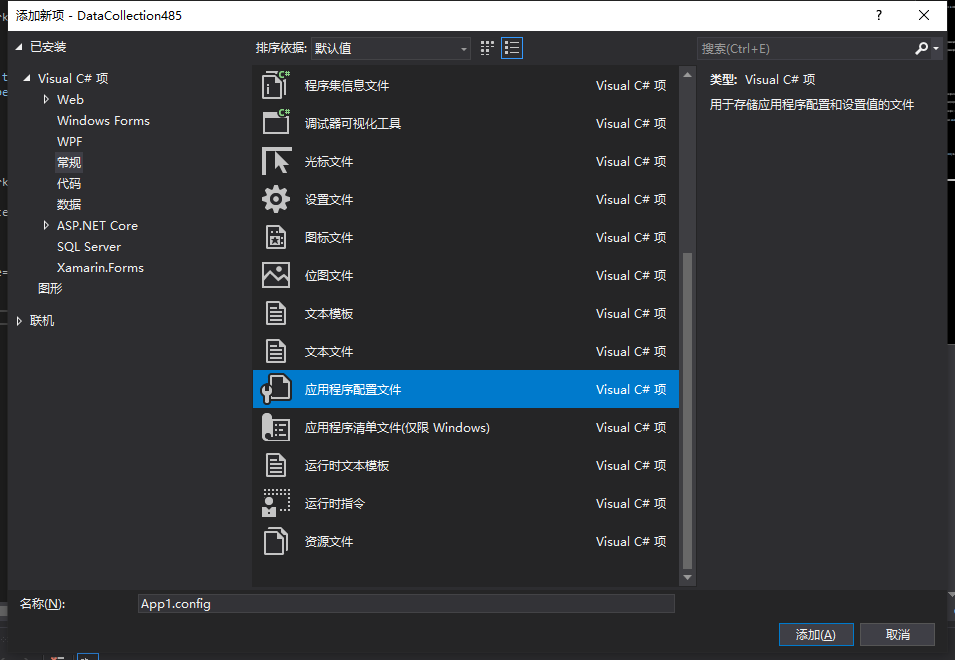 添加新项 - DataCollection485
?
已安装
Visual C# 项
Web
Windows Forms
WPF
常规
代码
数据
ASP.NET Core
SQL Server
Xamarin.Forms
图形
联机
排序依据: 默认值
程序集信息文件 Visual C# 项
调试器可视化工具 Visual C# 项
光标文件 Visual C# 项
设置文件 Visual C# 项
图标文件 Visual C# 项
位图文件 Visual C# 项
文本模板 Visual C# 项
文本文件 Visual C# 项
应用程序配置文件 Visual C# 项
应用程序清单文件(仅限 Windows) Visual C# 项
运行时文本模板 Visual C# 项
运行时指令 Visual C# 项
资源文件 Visual C# 项
搜索(Ctrl+E)
类型: Visual C# 项
用于存储应用程序配置和设置值的文件
名称(N): App1.config
添加(A) 取消